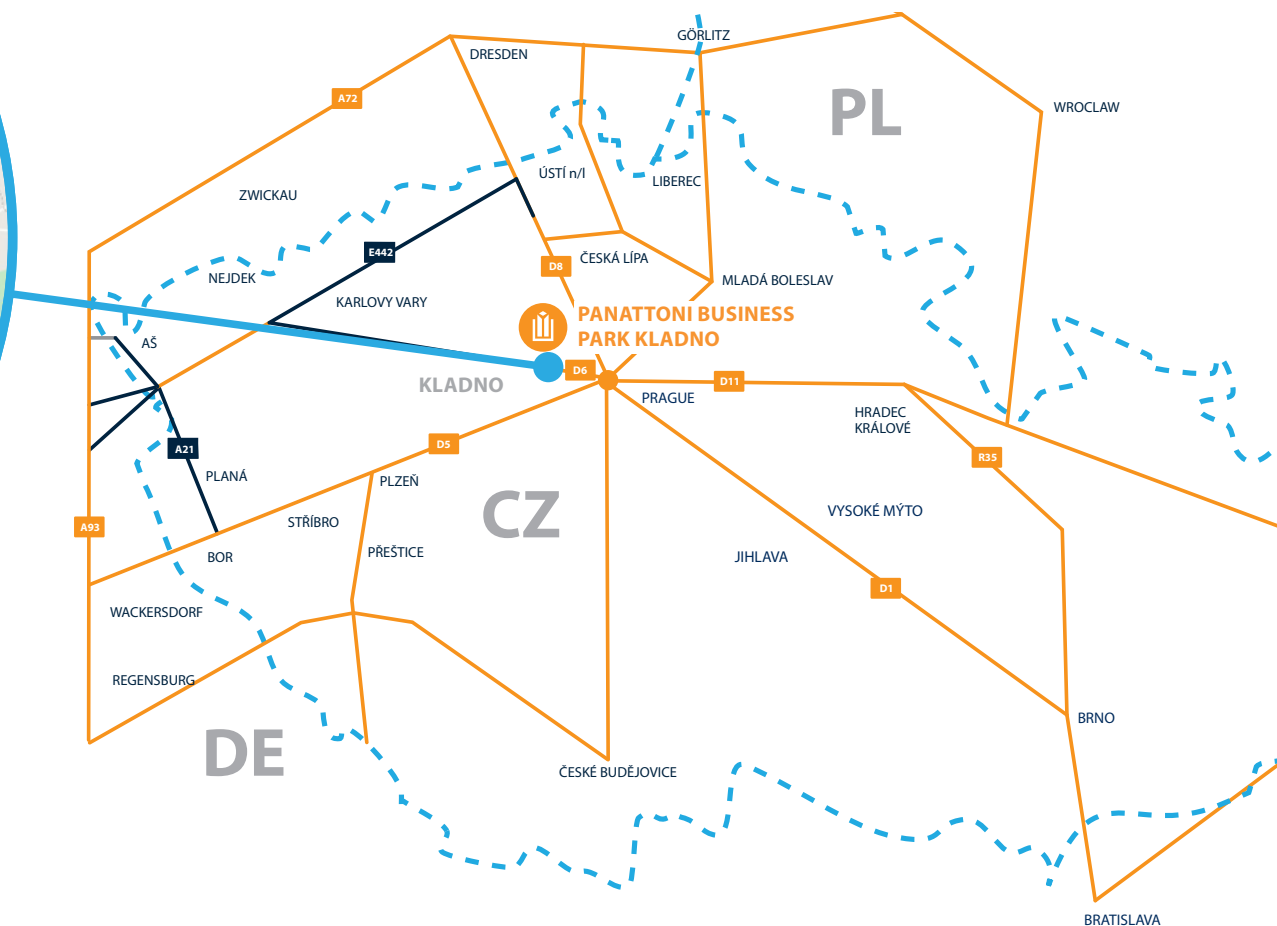 GÖRLITZ
DRESDEN
A72
PL
WROCLAW
ÚSTÍ n/l
LIBEREC
ZWICKAU
E442
ČESKÁ LÍPA
D8
NEJDEK
MLADÁ BOLESLAV
KARLOVY VARY
PANATTONI BUSINESS
PARK KLADNO
AŠ
D6
KLADNO
D11
PRAGUE
HRADEC
KRÁLOVÉ
D5
A21
R35
PLANÁ
PLZEŇ
CZ
VYSOKÉ MÝTO
STŘÍBRO
A93
PŘEŠTICE
BOR
JIHLAVA
D1
WACKERSDORF
REGENSBURG
BRNO
DE
ČESKÉ BUDĚJOVICE
BRATISLAVA